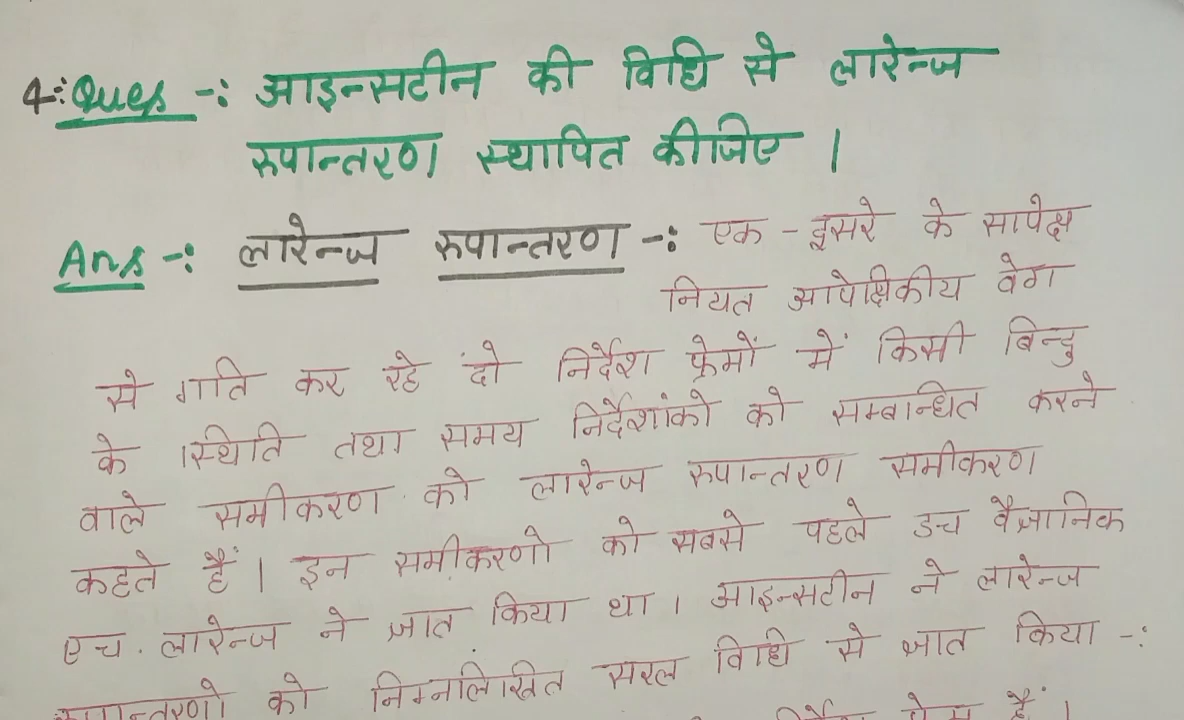 4:- Ques -: आइन्सटीन की विधि से लारेन्ज
रुपान्तरण स्थापित कीजिए ।
Ans -: लारेन्ज रुपान्तरण -: एक - दूसरे के सापेक्ष
नियत आपेक्षिकीय वेग
से गति कर रहे दो निर्देश फ्रेमों में किसी बिन्दु
के स्थिति तथा समय निर्देशांको को सम्बन्धित करने
वाले समीकरण को लारेन्ज रुपान्तरण समीकरण
कहते हैं । इन समीकरणो को सबसे पहले डच वैज्ञानिक
एच. लारेन्ज ने ज्ञात किया था । आइन्सटीन ने लारेन्ज
रुपान्तरणो को निम्नलिखित सरल विधि से ज्ञात किया -:
हैं ।